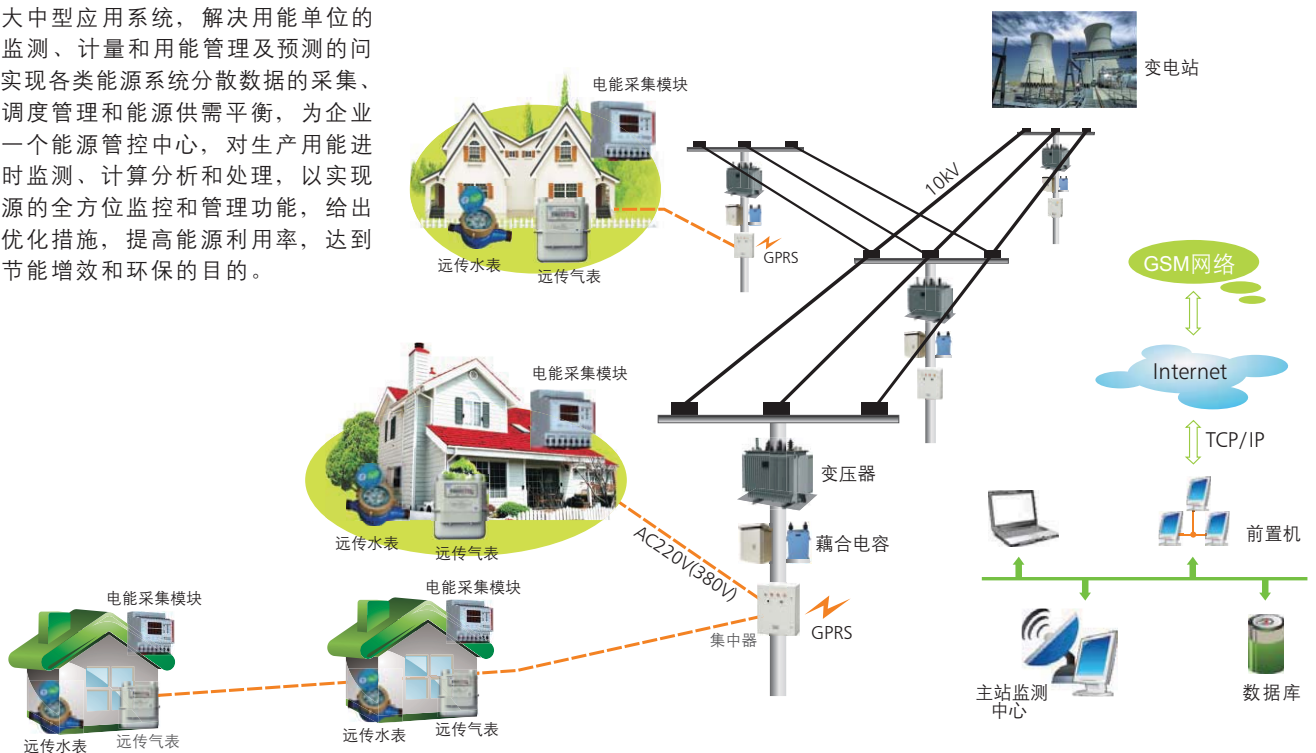 大中型应用系统，解决用能单位的
监测、计量和用能管理及预测的问
实现各类能源系统分散数据的采集、
调度管理和能源供需平衡，为企业
一个能源管控中心，对生产用能进
时监测、计算分析和处理，以实现
源的全方位监控和管理功能，给出
优化措施，提高能源利用率，达到
节能增效和环保的目的。
变电站
电能采集模块
10kV
远传水表
远传气表
GPRS
GSM网络
Internet
电能采集模块
TCP/IP
变压器
远传水表
远传气表
AC220V(380V)
藕合电容
前置机
电能采集模块
电能采集模块
集中器
GPRS
主站监测
中心
数据库
远传水表
远传气表
远传水表
远传气表